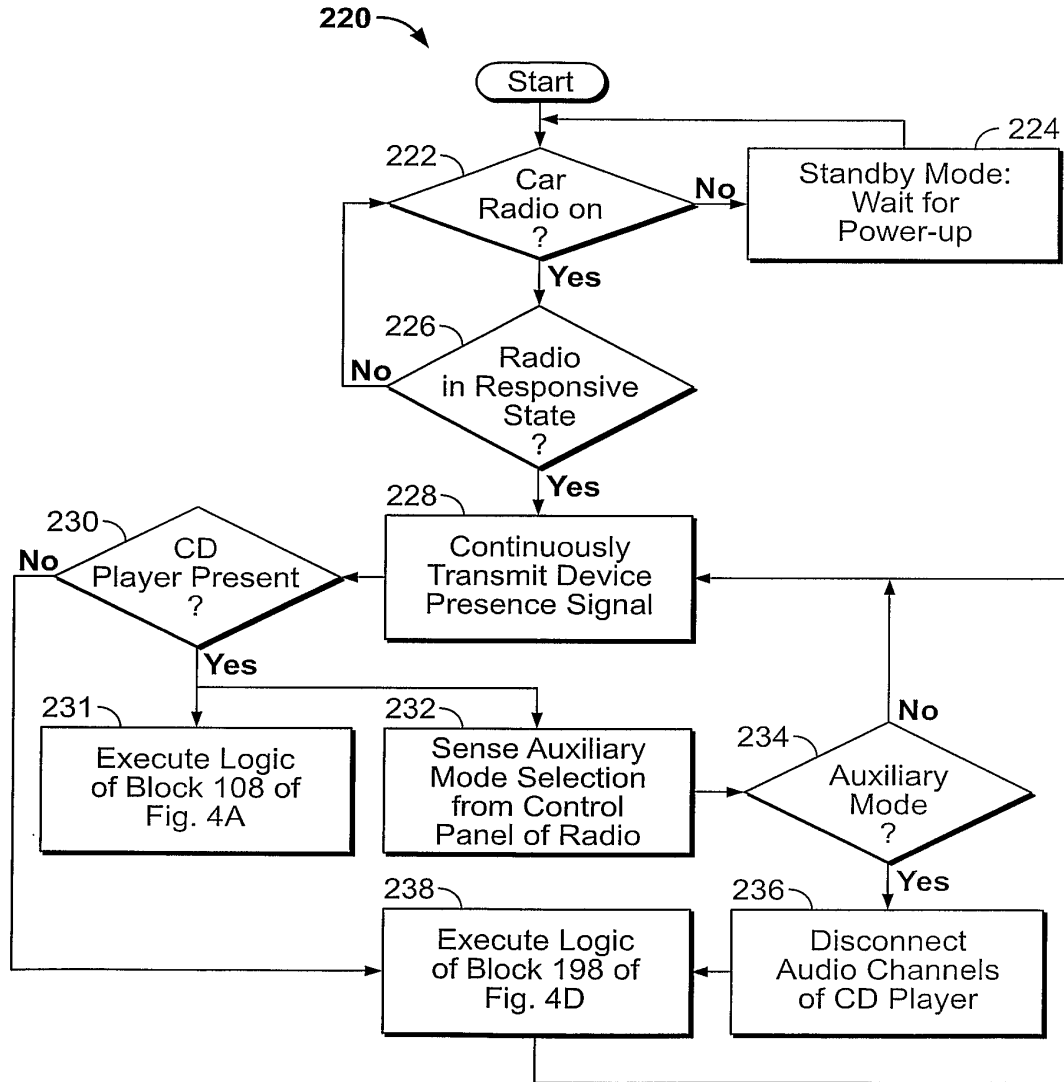 220
Start
222
Car
Radio on
?
No
224
Standby Mode:
Wait for
Power-up
Yes
226
Radio
in Responsive
State
?
No
Yes
228
Continuously
Transmit Device
Presence Signal
230
CD
Player Present
?
No
Yes
231
Execute Logic
of Block 108 of
Fig. 4A
232
Sense Auxiliary
Mode Selection
from Control
Panel of Radio
234
Auxiliary
Mode
?
No
Yes
236
Disconnect
Audio Channels
of CD Player
238
Execute Logic
of Block 198 of
Fig. 4D